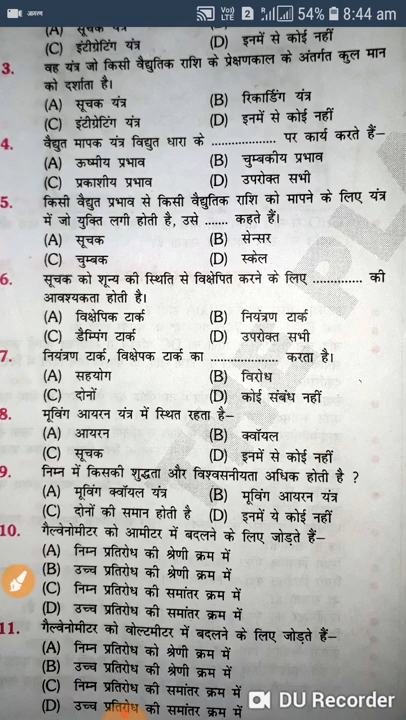 जागरण
Vo)) LTE 2 54% 8:44 am
(A) सूचक यंत्र
(C) इंटीग्रेटिंग यंत्र (D) इनमें से कोई नहीं
3. वह यंत्र जो किसी वैद्युतिक राशि के प्रेक्षणकाल के अंतर्गत कुल मान
को दर्शाता है।
(A) सूचक यंत्र (B) रिकार्डिंग यंत्र
(C) इंटीग्रेटिंग यंत्र (D) इनमें से कोई नहीं
4. वैद्युत मापक यंत्र विद्युत धारा के .................. पर कार्य करते हैं–
(A) ऊष्मीय प्रभाव (B) चुम्बकीय प्रभाव
(C) प्रकाशीय प्रभाव (D) उपरोक्त सभी
5. किसी वैद्युत प्रभाव से किसी वैद्युतिक राशि को मापने के लिए यंत्र
में जो युक्ति लगी होती है, उसे ....... कहते हैं।
(A) सूचक (B) सेन्सर
(C) चुम्बक (D) स्केल
6. सूचक को शून्य की स्थिति से विक्षेपित करने के लिए .............. की
आवश्यकता होती है।
(A) विक्षेपिक टार्क (B) नियंत्रण टार्क
(C) डैम्पिंग टार्क (D) उपरोक्त सभी
7. नियंत्रण टार्क, विक्षेपक टार्क का ................... करता है।
(A) सहयोग (B) विरोध
(C) दोनों (D) कोई संबंध नहीं
8. मूविंग आयरन यंत्र में स्थित रहता है–
(A) आयरन (B) क्वॉयल
(C) सूचक (D) इनमें से कोई नहीं
9. निम्न में किसकी शुद्धता और विश्वसनीयता अधिक होती है ?
(A) मूविंग क्वॉयल यंत्र (B) मूविंग आयरन यंत्र
(C) दोनों की समान होती है (D) इनमें ये कोई नहीं
10. गैल्वेनोमीटर को आमीटर में बदलने के लिए जोड़ते हैं–
(A) निम्न प्रतिरोध की श्रेणी क्रम में
(B) उच्च प्रतिरोध की श्रेणी क्रम में
(C) निम्न प्रतिरोध की समांतर क्रम में
(D) उच्च प्रतिरोध की समांतर क्रम में
11. गैल्वेनोमीटर को वोल्टमीटर में बदलने के लिए जोड़ते हैं–
(A) निम्न प्रतिरोध को श्रेणी क्रम में
(B) उच्च प्रतिरोध की श्रेणी क्रम में
(C) निम्न प्रतिरोध की समांतर क्रम में
(D) उच्च प्रतिरोध की समांतर क्रम में
DU Recorder